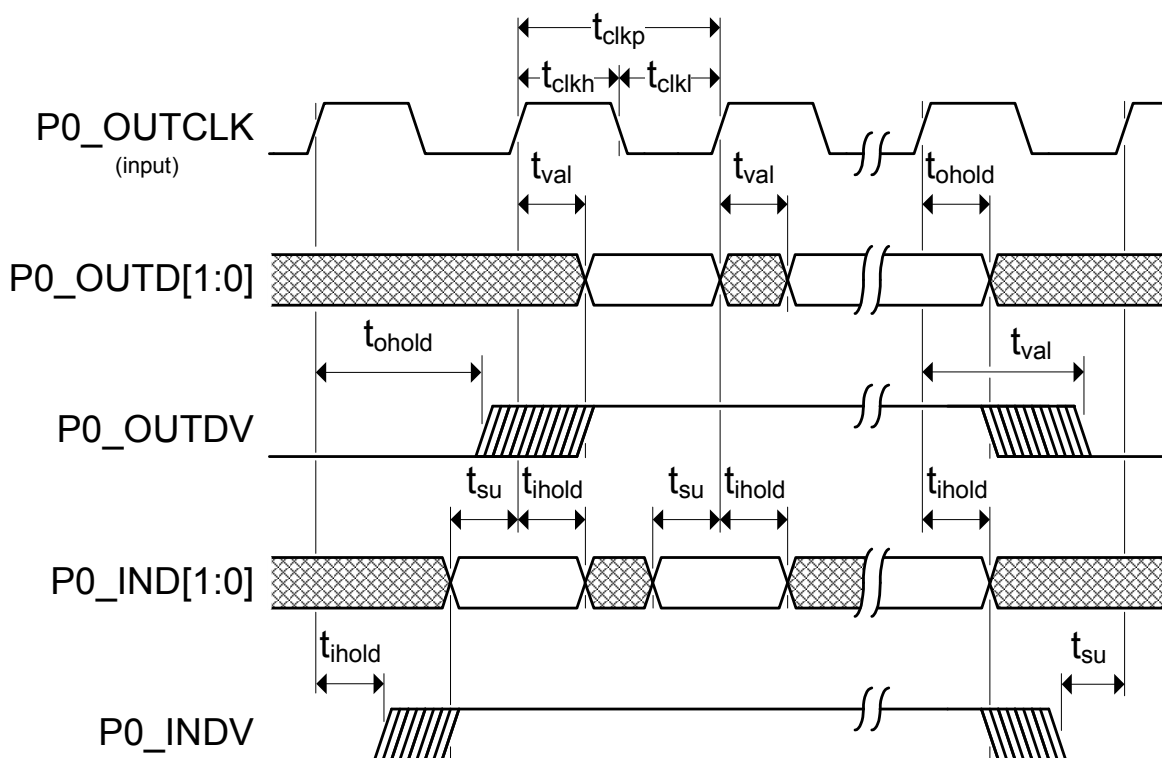 tclkp
tclkh tclkl
P0_OUTCLK
(input)
tval tval tohold
P0_OUTD[1:0]
tohold tval
P0_OUTDV
tsu tihold tsu tihold tihold
P0_IND[1:0]
tihold tsu
P0_INDV